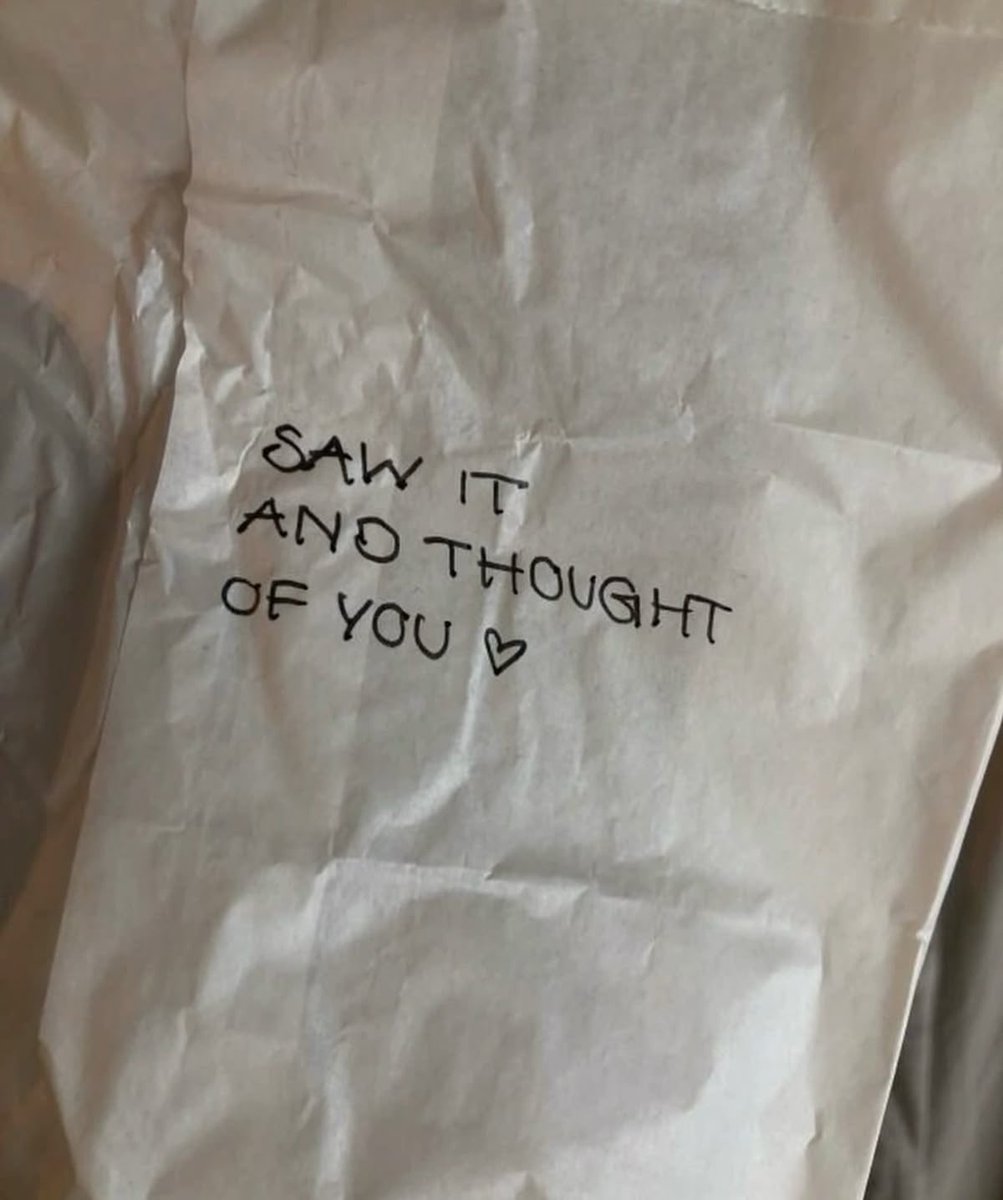 SAW IT
AND THOUGHT
OF YOU ♡